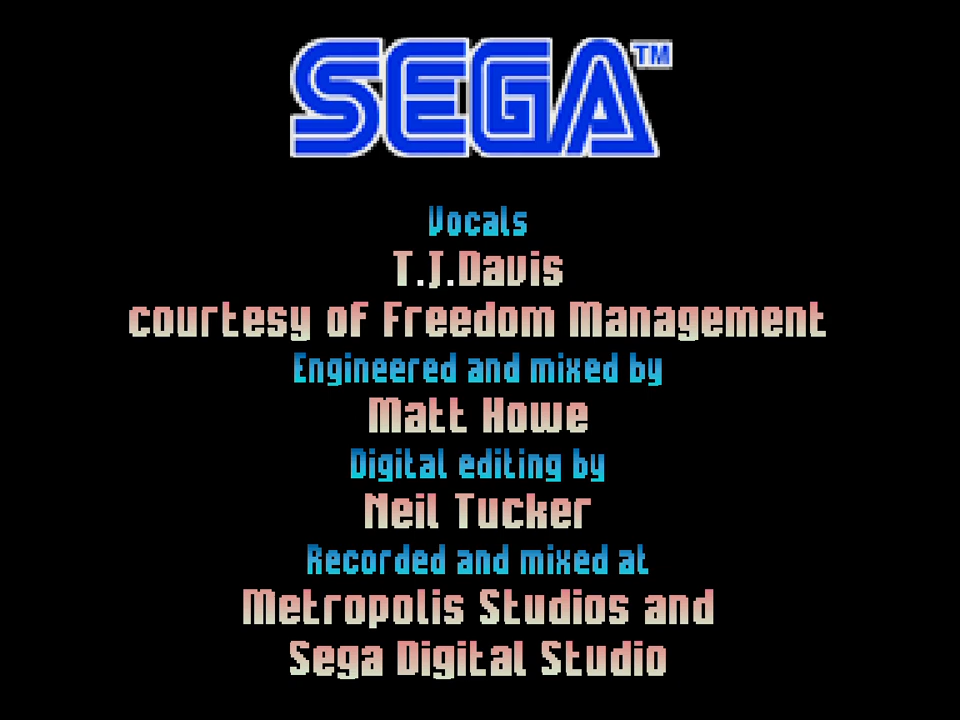 SEGA™
Vocals
T.J.Davis
courtesy of Freedom Management
Engineered and mixed by
Matt Howe
Digital editing by
Neil Tucker
Recorded and mixed at
Metropolis Studios and
Sega Digital Studio